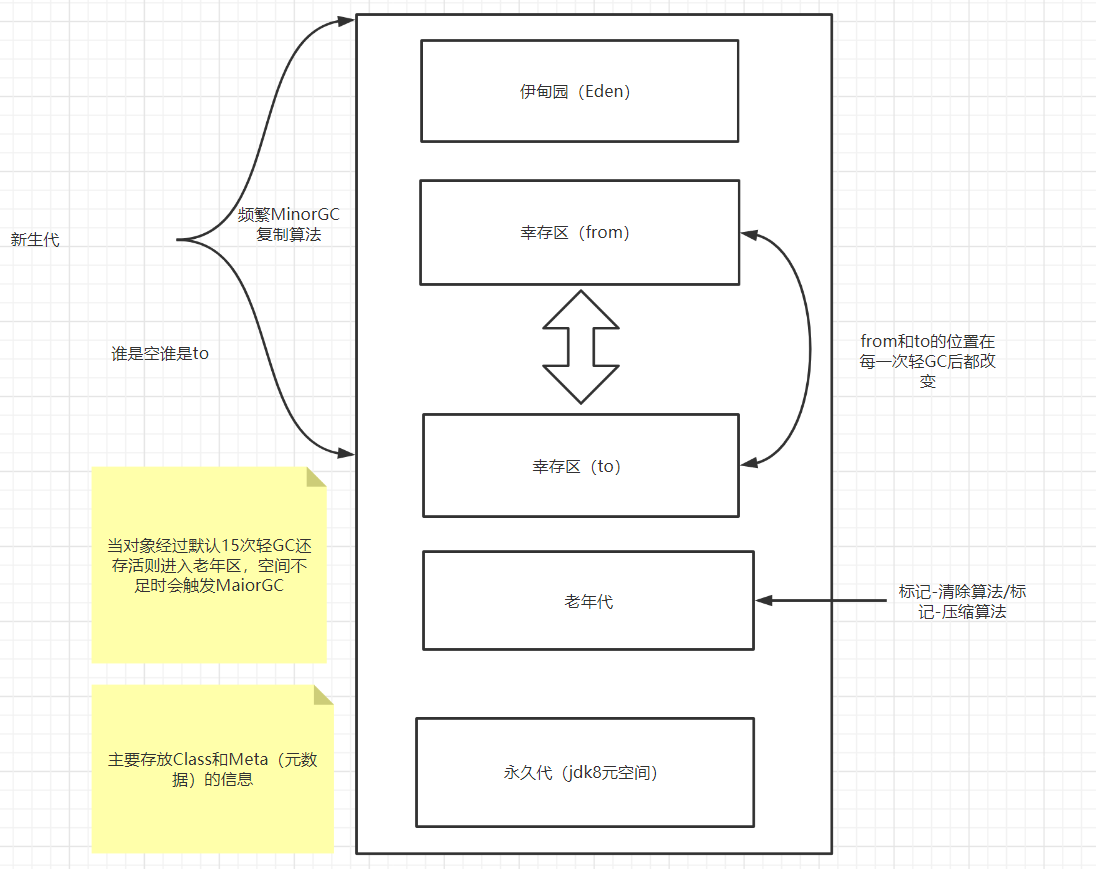 伊甸园（Eden）
频繁MinorGC
复制算法
新生代
幸存区（from）
谁是空谁是to
from和to的位置在
每一次轻GC后都改
变
幸存区（to）
当对象经过默认15次轻GC还
存活则进入老年区，空间不
足时会触发MaiorGC
老年代
标记-清除算法/标
记-压缩算法
主要存放Class和Meta（元数
据）的信息
永久代（jdk8元空间）